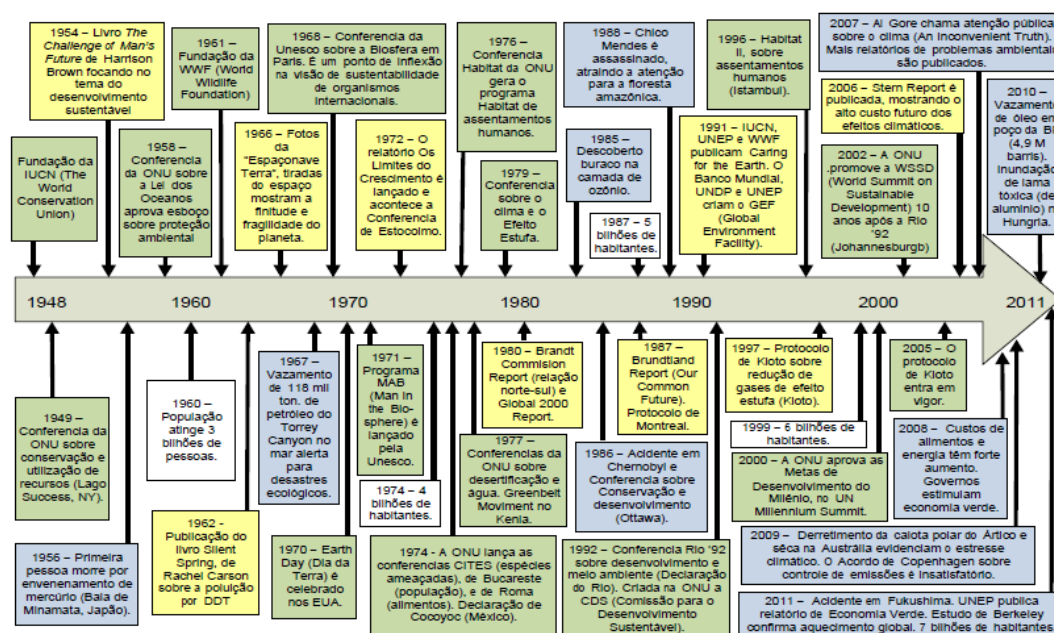 1954 – Livro The
Challenge of Man's
Future de Harrison
Brown focando no
tema do
desenvolvimento
sustentável
1961 –
Fundação da
WWF (World
Wildlife
Foundation)
1968 – Conferencia da
Unesco sobre a Biosfera em
Paris. É um ponto de inflexão
na visão de sustentabilidade
de organismos
internacionais.
1976 –
Conferencia
Habitat da ONU
gera o
programa
Habitat de
assentamentos
humanos.
1988 – Chico
Mendes é
assassinado,
atraindo a atenção
para a floresta
amazônica.
1996 – Habitat
II, sobre
assentamentos
humanos
(Istambul).
2007 – Al Gore chama atenção pública
sobre o clima (An Inconvenient Truth).
Mais relatórios de problemas ambientais
são publicados.
Fundação da
IUCN (The
World
Conservation
Union)
1958 –
Conferencia
da ONU sobre
a Lei dos
Oceanos
aprova esboço
sobre proteção
ambiental
1966 – Fotos
da
"Espaçonave
Terra", tiradas
do espaço
mostram a
finitude e
fragilidade do
planeta.
1972 – O
relatório Os
Limites do
Crescimento é
lançado e
acontece a
Conferencia
de Estocolmo.
1979 –
Conferencia
sobre o
clima e o
Efeito
Estufa.
1985 –
Descoberto
buraco na
camada de
ozônio.
1987 – 5
bilhões de
habitantes.
1991 – IUCN,
UNEP e WWF
publicam Caring
for the Earth. O
Banco Mundial,
UNDP e UNEP
criam o GEF
(Global
Environment
Facility).
2006 – Stern Report é
publicada, mostrando o
alto custo futuro dos
efeitos climáticos.
2002 – A ONU
.promove a WSSD
(World Summit on
Sustainable
Development) 10
anos após a Rio
'92
(Johannesburgb)
2010 –
Vazamento
de óleo em
poço da BP
(4,9 M
barris).
Inundação
de lama
tóxica (de
aluminio) na
Hungria.
1948 1960 1970 1980 1990 2000 2011
1949 –
Conferencia da
ONU sobre
conservação e
utilização de
recursos (Lago
Success, NY).
1956 – Primeira
pessoa morre por
envenenamento de
mercúrio (Baia de
Minamata, Japão).
1960 –
População
atinge 3
bilhões de
pessoas.
1962 -
Publicação do
livro Silent
Spring, de
Rachel Carson
sobre a poluição
por DDT
1967 –
Vazamento
de 118 mil
ton. de
petróleo do
Torrey
Canyon no
mar alerta
para
desastres
ecológicos.
1970 – Earth
Day (Dia da
Terra) é
celebrado
nos EUA.
1971 –
Programa
MAB (Man in
the Bio-
sphere) é
lançado
pela
Unesco.
1974 – 4
bilhões de
habitantes.
1974 – A ONU lança as
conferencias CITES (espécies
ameaçadas), de Bucareste
(população), e de Roma
(alimentos). Declaração de
Cocoyoc (México).
1980 – Brandt
Commision
Report (relação
norte-sul) e
Global 2000
Report.
1977 –
Conferencias da
ONU sobre
desertificação e
água. Greenbelt
Moviment no
Kenia.
1987 –
Brundtland
Report (Our
Common
Future).
Protocolo de
Montreal.
1986 – Acidente em
Chernobyl e
Conferencia sobre
Conservação e
desenvolvimento
(Ottawa).
1992 – Conferencia Rio '92
sobre desenvolvimento e
meio ambiente (Declaração
do Rio). Criada na ONU a
CDS (Comissão para o
Desenvolvimento
Sustentável).
1997 – Protocolo
de Kioto sobre
redução de
gases de efeito
estufa (Kioto).
1999 – 6 bilhões de
habitantes.
2000 – A ONU aprova as
Metas de
Desenvolvimento do
Milênio, no UN
Millennium Summit.
2005 – O
protocolo
de Kioto
entra em
vigor.
2008 – Custos de
alimentos e
energia têm forte
aumento.
Governos
estimulam
economia verde.
2009 – Derretimento da calota polar do Ártico e
sêca na Austrália evidenciam o estresse
climático. O Acordo de Copenhagen sobre
controle de emissões é insatisfatório.
2011 – Acidente em Fukushima. UNEP publica
relatório de Economia Verde. Estudo de Berkeley
confirma aquecimento global. 7 bilhões de habitantes